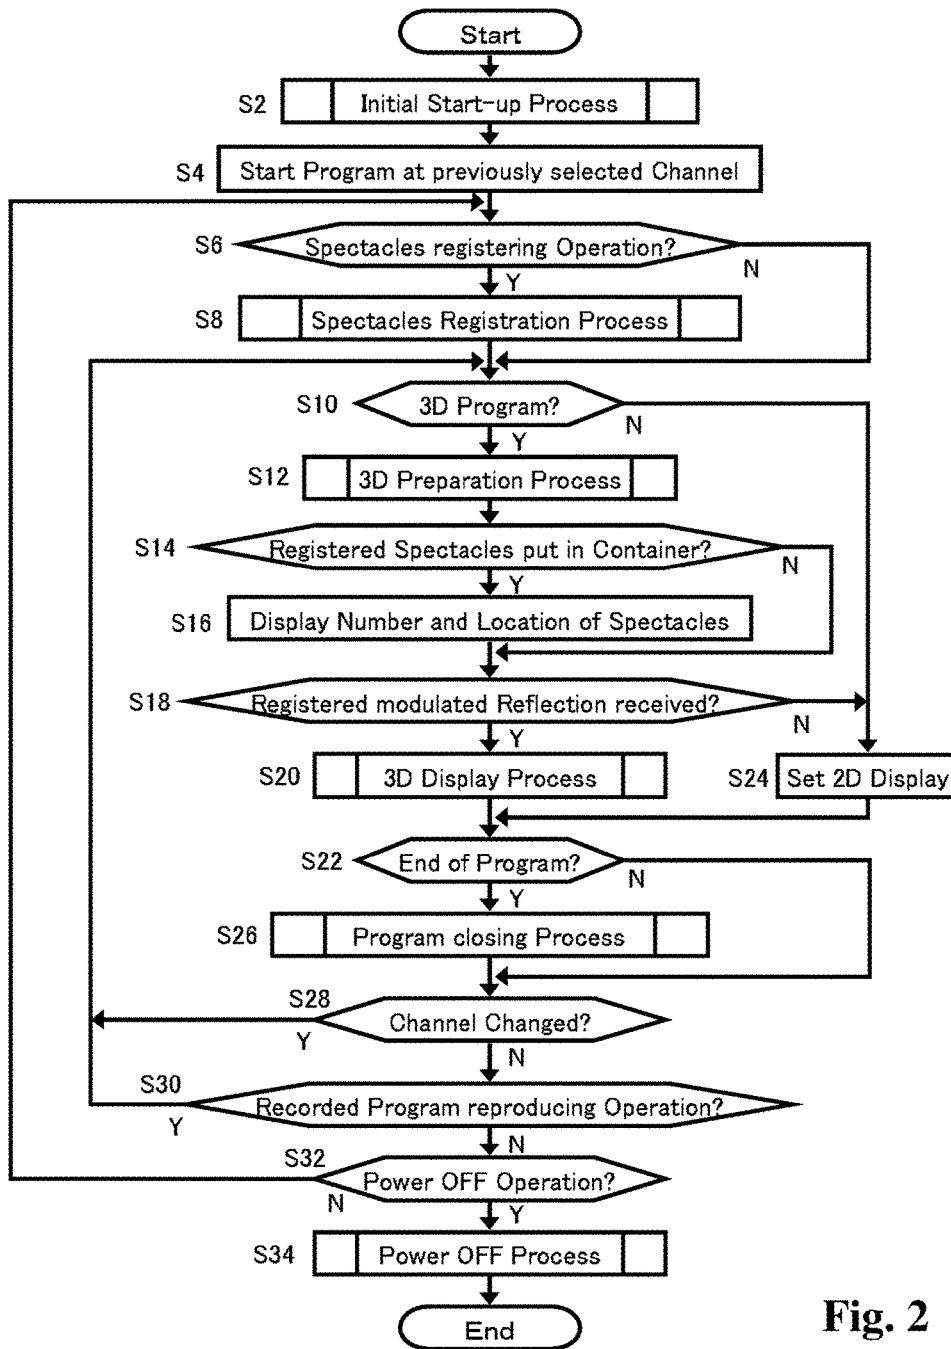 Start
S2 Initial Start-up Process
S4 Start Program at previously selected Channel
S6 Spectacles registering Operation?
N
Y
S8 Spectacles Registration Process
S10 3D Program?
N
Y
S12 3D Preparation Process
S14 Registered Spectacles put in Container?
N
Y
S16 Display Number and Location of Spectacles
S18 Registered modulated Reflection received?
N
Y
S20 3D Display Process
S24 Set 2D Display
S22 End of Program?
N
Y
S26 Program closing Process
S28 Channel Changed?
Y
N
S30 Recorded Program reproducing Operation?
Y
N
S32 Power OFF Operation?
N
Y
S34 Power OFF Process
End
Fig. 2